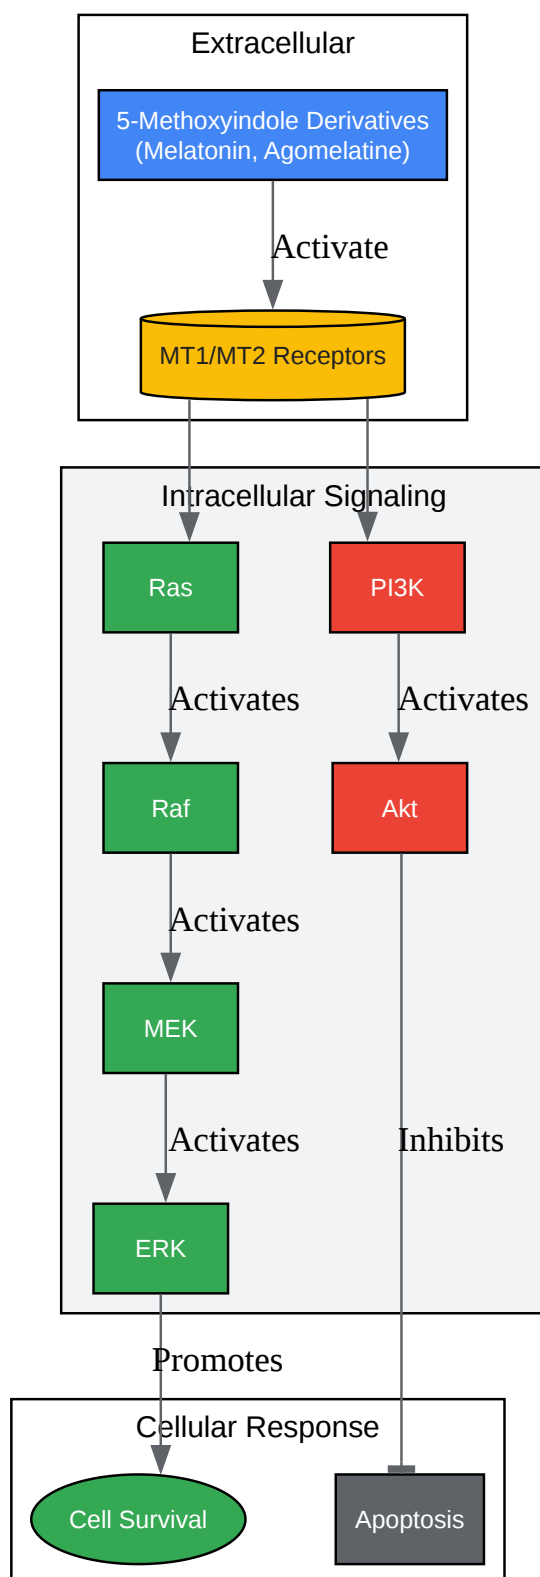 Extracellular
5-Methoxyindole Derivatives
(Melatonin, Agomelatine)
Activate
MT1/MT2 Receptors
Intracellular Signaling
Ras
PI3K
Activates
Activates
Raf
Akt
Activates
MEK
Activates
Inhibits
ERK
Promotes
Cellular Response
Cell Survival
Apoptosis